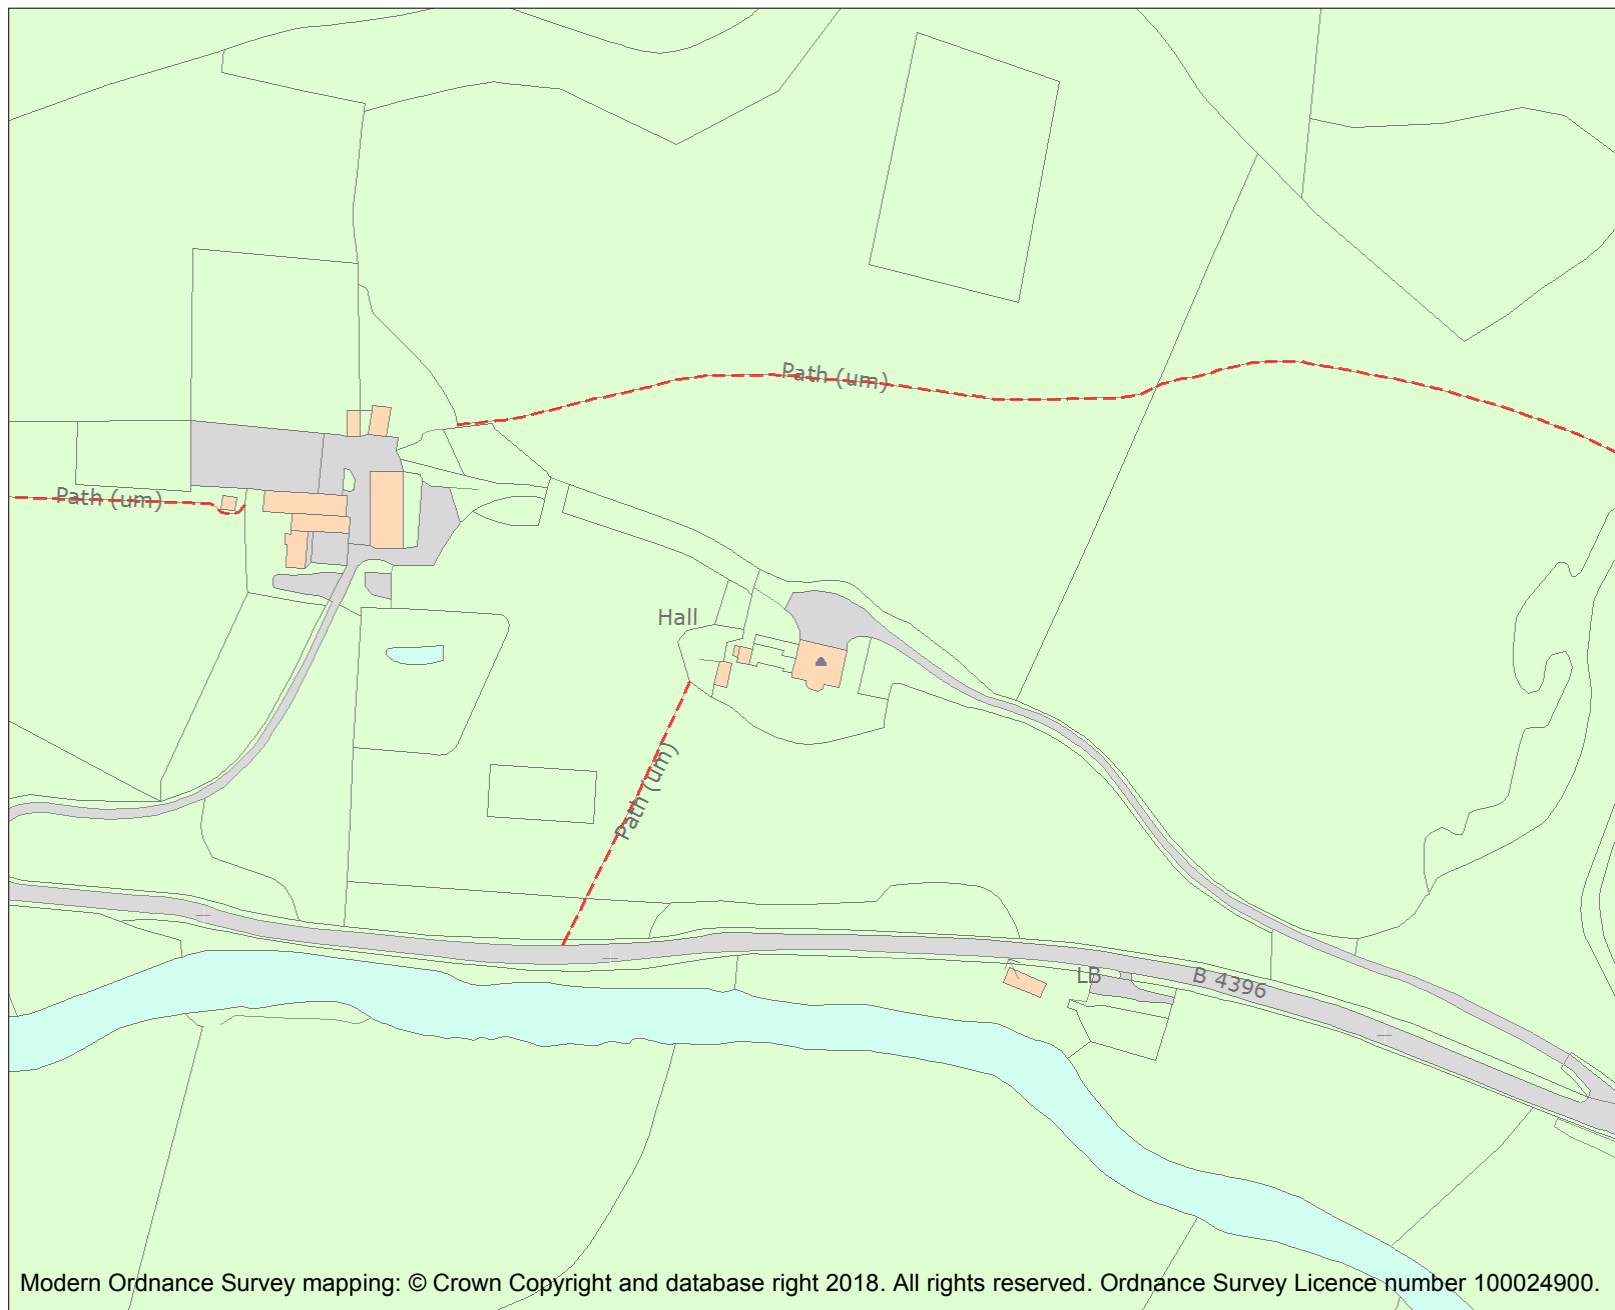 Path (um)
Path (um)
Hall
Path (um)
LB
B 4396
Modern Ordnance Survey mapping: © Crown Copyright and database right 2018. All rights reserved. Ordnance Survey Licence number 100024900.